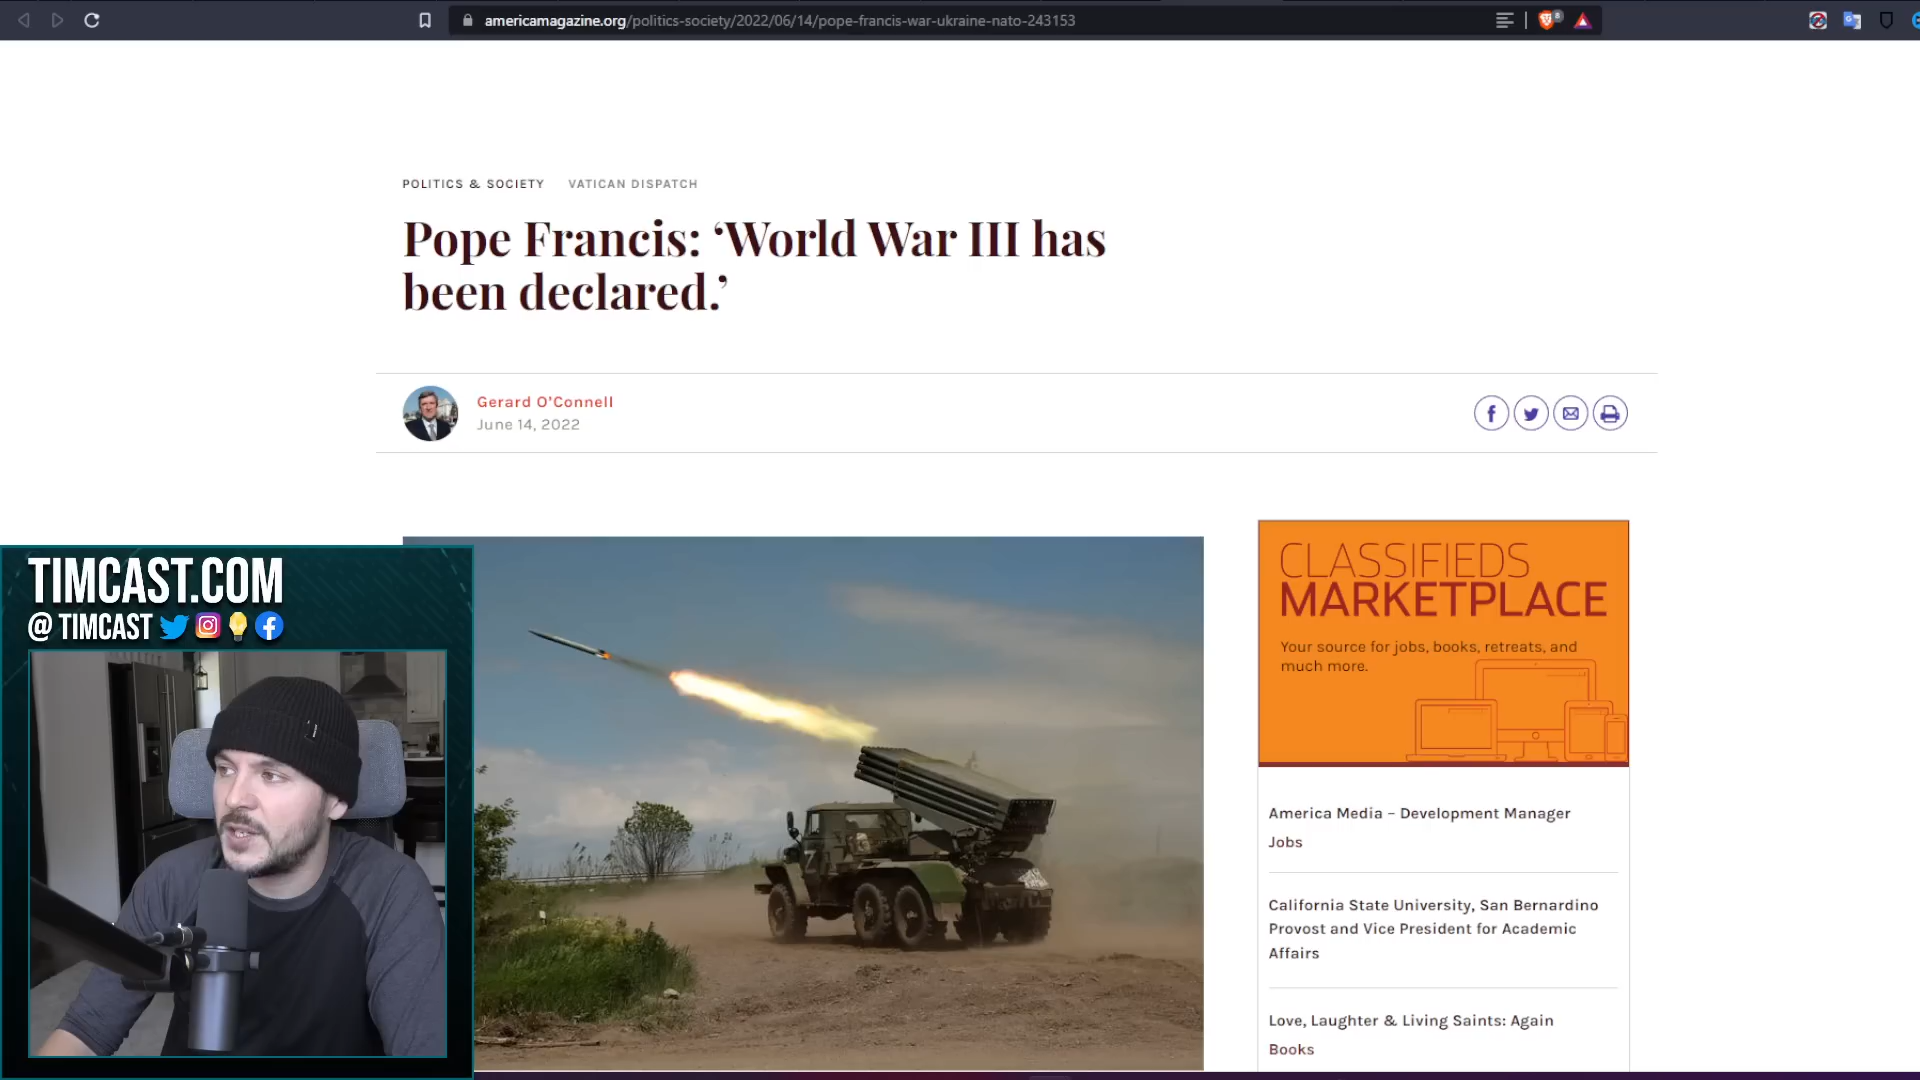 americamagazine.org/politics-society/2022/06/14/pope-francis-war-ukraine-nato-243153
POLITICS & SOCIETY VATICAN DISPATCH
Pope Francis: ‘World War III has
been declared.’
Gerard O’Connell
June 14, 2022
CLASSIFIEDS
MARKETPLACE
Your source for jobs, books, retreats, and
much more.
America Media – Development Manager
Jobs
California State University, San Bernardino
Provost and Vice President for Academic
Affairs
Love, Laughter & Living Saints: Again
Books
TIMCAST.COM
@ TIMCAST